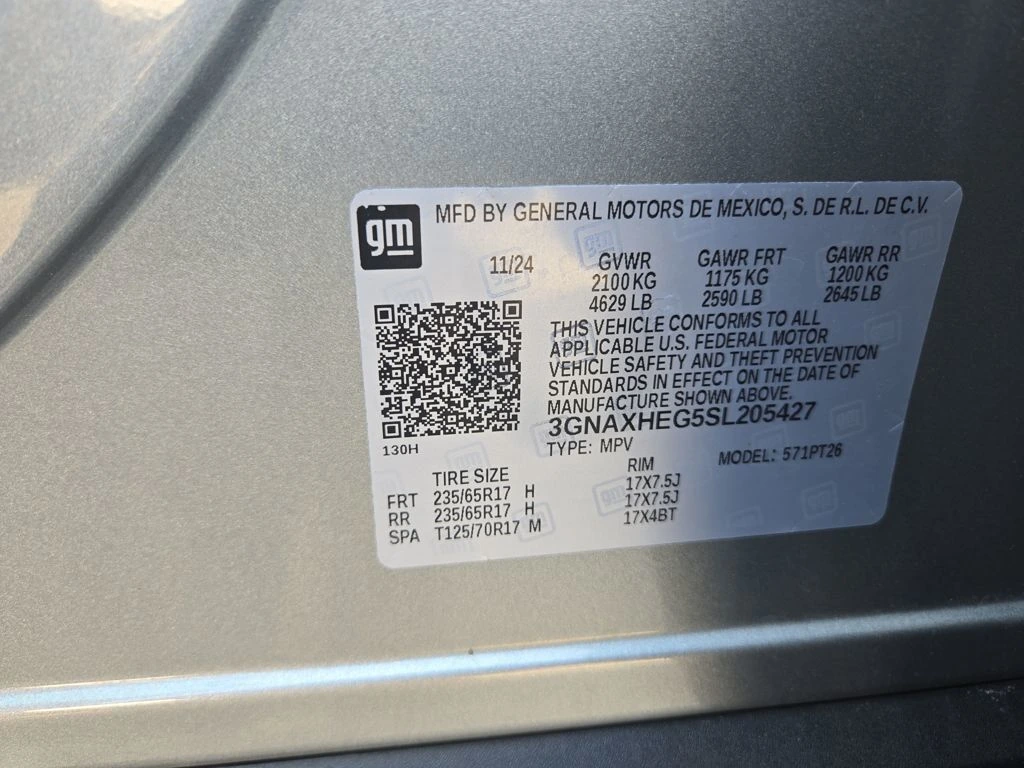 gm MFD BY GENERAL MOTORS DE MEXICO, S. DE R.L. DE C.V.
11/24 GVWR GAWR FRT GAWR RR
2100 KG 1175 KG 1200 KG
4629 LB 2590 LB 2645 LB
THIS VEHICLE CONFORMS TO ALL
APPLICABLE U.S. FEDERAL MOTOR
VEHICLE SAFETY AND THEFT PREVENTION
STANDARDS IN EFFECT ON THE DATE OF
MANUFACTURE SHOWN ABOVE.
3GNAXHEG5SL205427
130H TYPE: MPV MODEL: 571PT26
TIRE SIZE RIM
FRT 235/65R17 H 17X7.5J
RR 235/65R17 H 17X7.5J
SPA T125/70R17 M 17X4BT